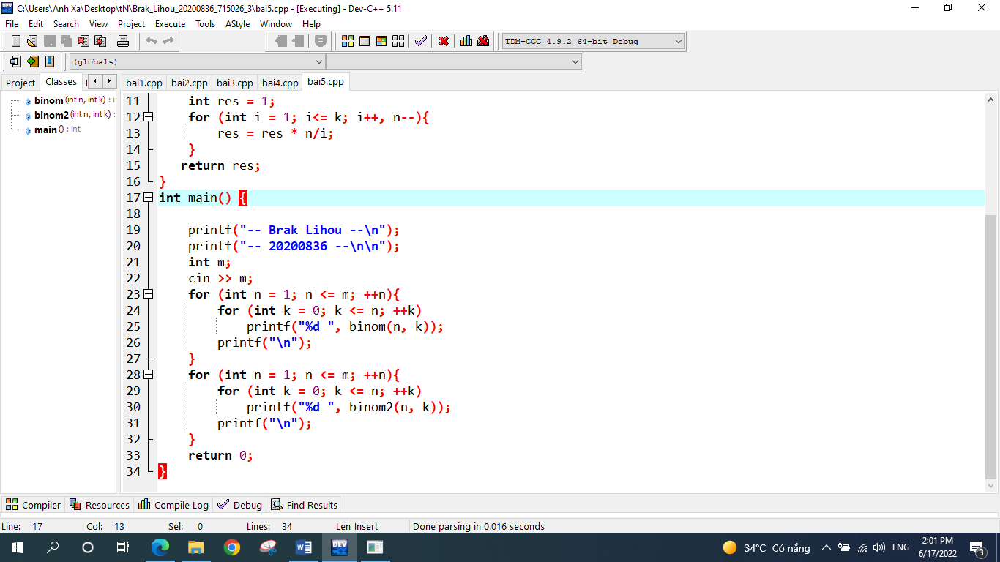 C:\Users\Anh Xa\Desktop\tN\Brak_Lihou_20200836_715026_3\bai5.cpp - [Executing] - Dev-C++ 5.11
File Edit Search View Project Execute Tools AStyle Window Help
TDM-GCC 4.9.2 64-bit Debug
(globals)
Project Classes bai1.cpp bai2.cpp bai3.cpp bai4.cpp bai5.cpp
binom (int n, int k) : i
binom2 (int n, int k) :
main () : int
11 int res = 1;
12 for (int i = 1; i<= k; i++, n--){
13 res = res * n/i;
14 }
15 return res;
16 }
17 int main() {
18
19 printf("-- Brak Lihou --\n");
20 printf("-- 20200836 --\n\n");
21 int m;
22 cin >> m;
23 for (int n = 1; n <= m; ++n){
24 for (int k = 0; k <= n; ++k)
25 printf("%d ", binom(n, k));
26 printf("\n");
27 }
28 for (int n = 1; n <= m; ++n){
29 for (int k = 0; k <= n; ++k)
30 printf("%d ", binom2(n, k));
31 printf("\n");
32 }
33 return 0;
34 }
Compiler Resources Compile Log Debug Find Results
Line: 17 Col: 13 Sel: 0 Lines: 34 Len Insert Done parsing in 0.016 seconds
34°C Có nắng ENG 2:01 PM
6/17/2022 3